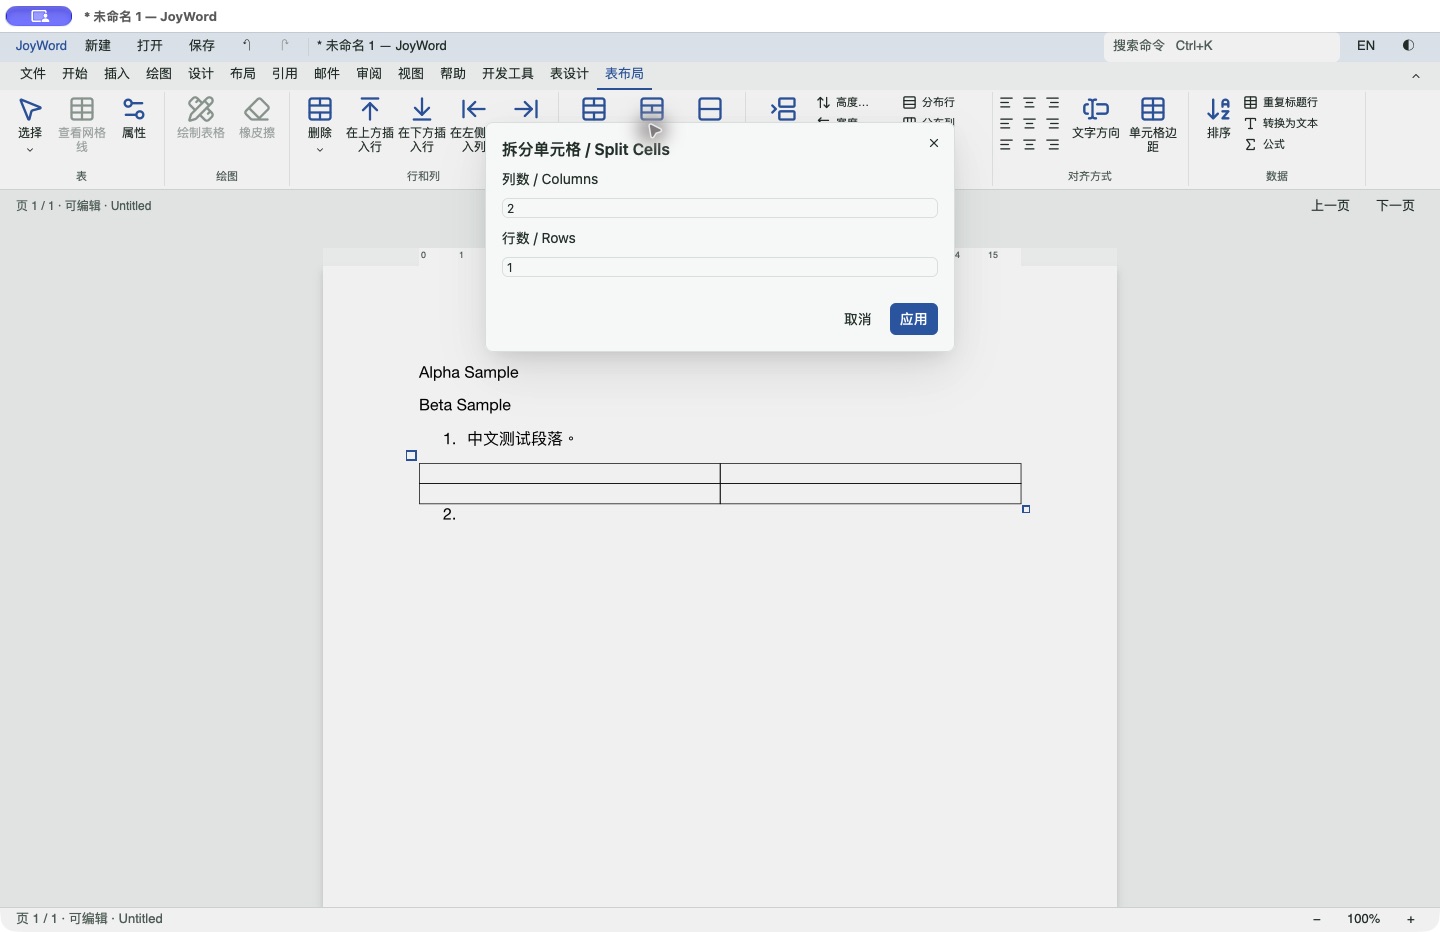 * 未命名 1 — JoyWord
JoyWord 新建 打开 保存 * 未命名 1 — JoyWord 搜索命令 Ctrl+K EN
文件 开始 插入 绘图 设计 布局 引用 邮件 审阅 视图 帮助 开发工具 表设计 表布局
选择 查看网格线 属性
表
绘制表格 橡皮擦
绘图
删除 在上方插入行 在下方插入行 在左侧入列
行和列
高度... 分布行
文字方向 单元格边距
对齐方式
排序 重复标题行
转换为文本
公式
数据
拆分单元格 / Split Cells
列数 / Columns
2
行数 / Rows
1
取消 应用
页 1 / 1 · 可编辑 · Untitled 上一页 下一页
0 1 4 15
Alpha Sample
Beta Sample
1. 中文测试段落。
2.
页 1 / 1 · 可编辑 · Untitled − 100% +